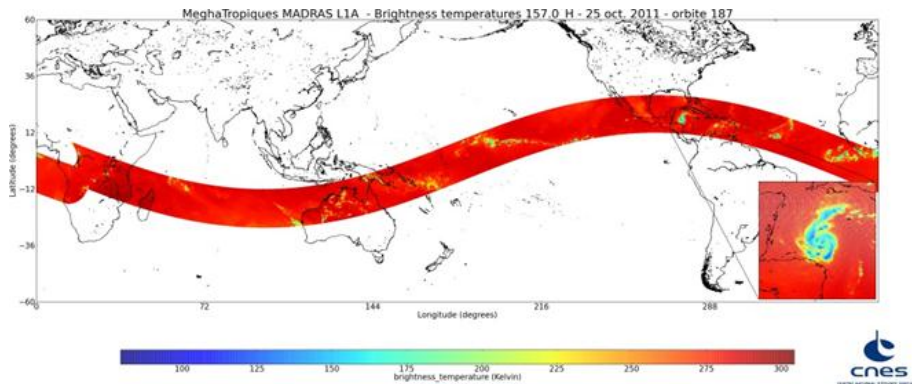 MeghaTropiques MADRAS L1A - Brightness temperatures 157.0 H - 25 oct. 2011 - orbite 187
60
36
12
−12
−36
−60
Latitude (degrees)
0 72 144 216 288
Longitude (degrees)
100 125 150 175 200 225 250 275 300
brightness_temperature (Kelvin)
cnes